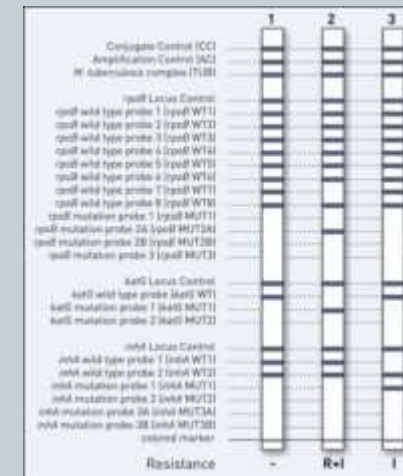 1 2 3
Conjugate Control (CC)
Amplification Control (AC)
M. tuberculosis complex (TUB)
rpoB Locus Control
rpoB wild type probe 1 (rpoB WT1)
rpoB wild type probe 2 (rpoB WT2)
rpoB wild type probe 3 (rpoB WT3)
rpoB wild type probe 4 (rpoB WT4)
rpoB wild type probe 5 (rpoB WT5)
rpoB wild type probe 6 (rpoB WT6)
rpoB wild type probe 7 (rpoB WT7)
rpoB wild type probe 8 (rpoB WT8)
rpoB mutation probe 1 (rpoB MUT1)
rpoB mutation probe 2A (rpoB MUT2A)
rpoB mutation probe 2B (rpoB MUT2B)
rpoB mutation probe 3 (rpoB MUT3)
katG Locus Control
katG wild type probe (katG WT)
katG mutation probe 1 (katG MUT1)
katG mutation probe 2 (katG MUT2)
inhA Locus Control
inhA wild type probe 1 (inhA WT1)
inhA wild type probe 2 (inhA WT2)
inhA mutation probe 1 (inhA MUT1)
inhA mutation probe 2 (inhA MUT2)
inhA mutation probe 3A (inhA MUT3A)
inhA mutation probe 3B (inhA MUT3B)
colored marker
Resistance - R+I I